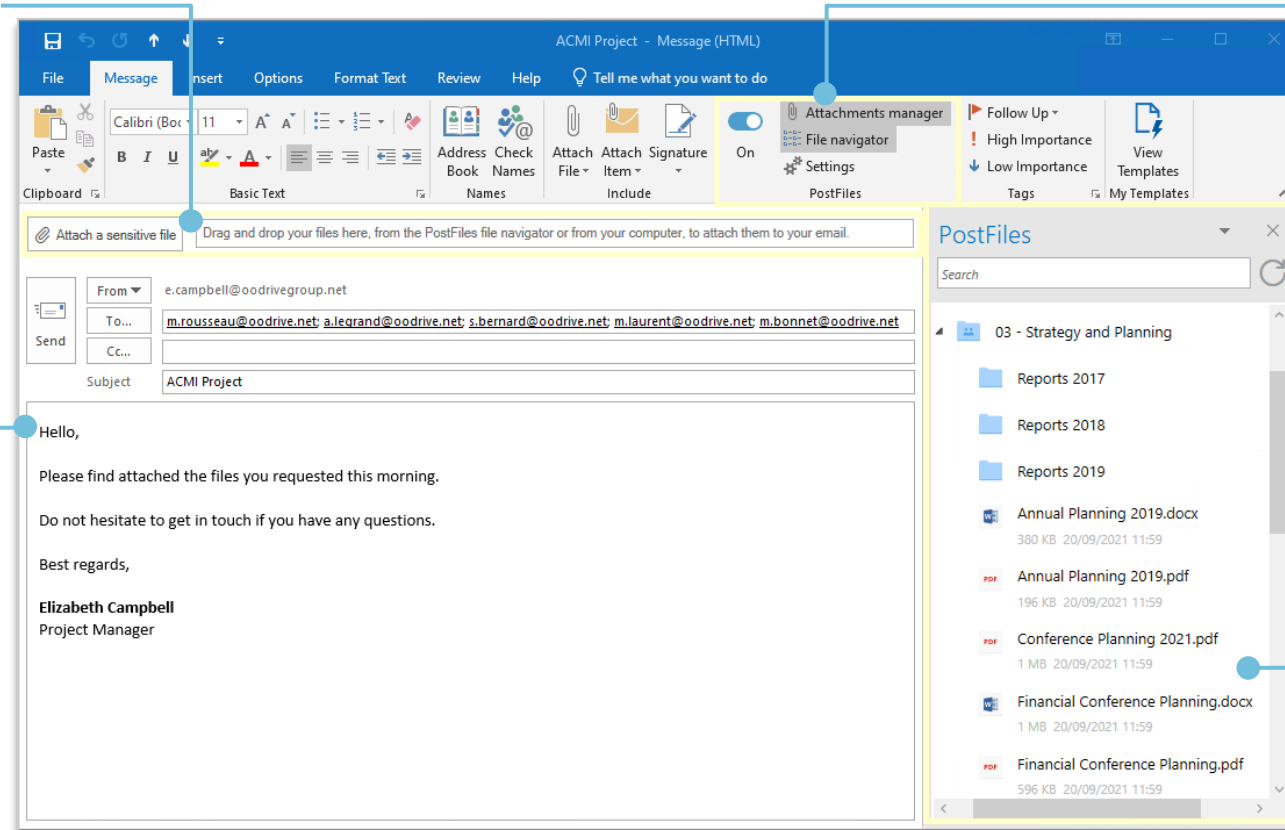 ACMI Project - Message (HTML)
File Message nsert Options Format Text Review Help Tell me what you want to do
Paste
Clipboard
Calibri (Boc 11 A A
B I U ab A
Basic Text
Address Book
Check Names
Names
Attach File
Attach Item
Signature
Include
On
Attachments manager
File navigator
Settings
PostFiles
Follow Up
! High Importance
Low Importance
Tags
View Templates
My Templates
Attach a sensitive file
Drag and drop your files here, from the PostFiles file navigator or from your computer, to attach them to your email.
Send
From e.campbell@oodrivegroup.net
To... m.rousseau@oodrive.net; a.legrand@oodrive.net; s.bernard@oodrive.net; m.laurent@oodrive.net; m.bonnet@oodrive.net
Cc...
Subject ACMI Project
Hello,
Please find attached the files you requested this morning.
Do not hesitate to get in touch if you have any questions.
Best regards,
Elizabeth Campbell
Project Manager
PostFiles
Search
03 - Strategy and Planning
Reports 2017
Reports 2018
Reports 2019
Annual Planning 2019.docx
380 KB 20/09/2021 11:59
PDF Annual Planning 2019.pdf
196 KB 20/09/2021 11:59
PDF Conference Planning 2021.pdf
1 MB 20/09/2021 11:59
Financial Conference Planning.docx
1 MB 20/09/2021 11:59
PDF Financial Conference Planning.pdf
596 KB 20/09/2021 11:59